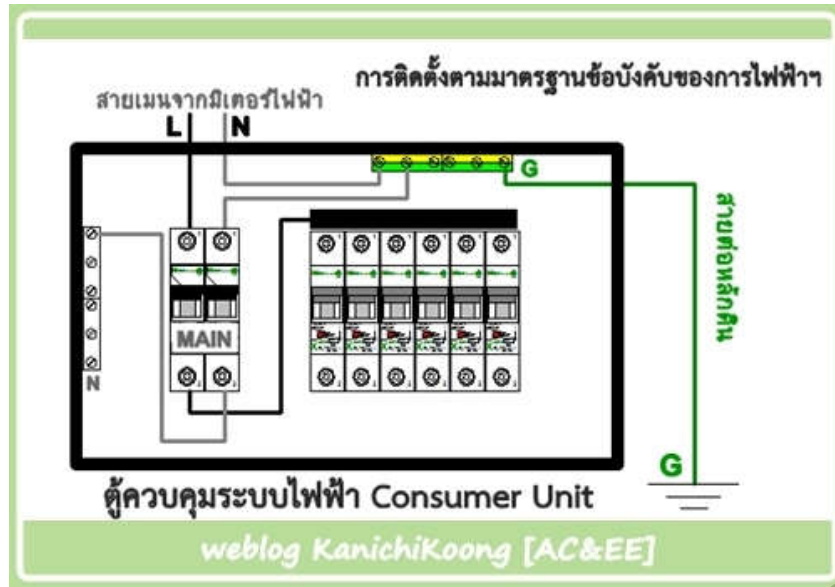 การติดตั้งตามมาตรฐานข้อบังคับของการไฟฟ้าฯ
สายเมนจากมิเตอร์ไฟฟ้า
L N
G
สายต่อหลักดิน
MAIN
N
G
ตู้ควบคุมระบบไฟฟ้า Consumer Unit
weblog KanichiKoong [AC&EE]